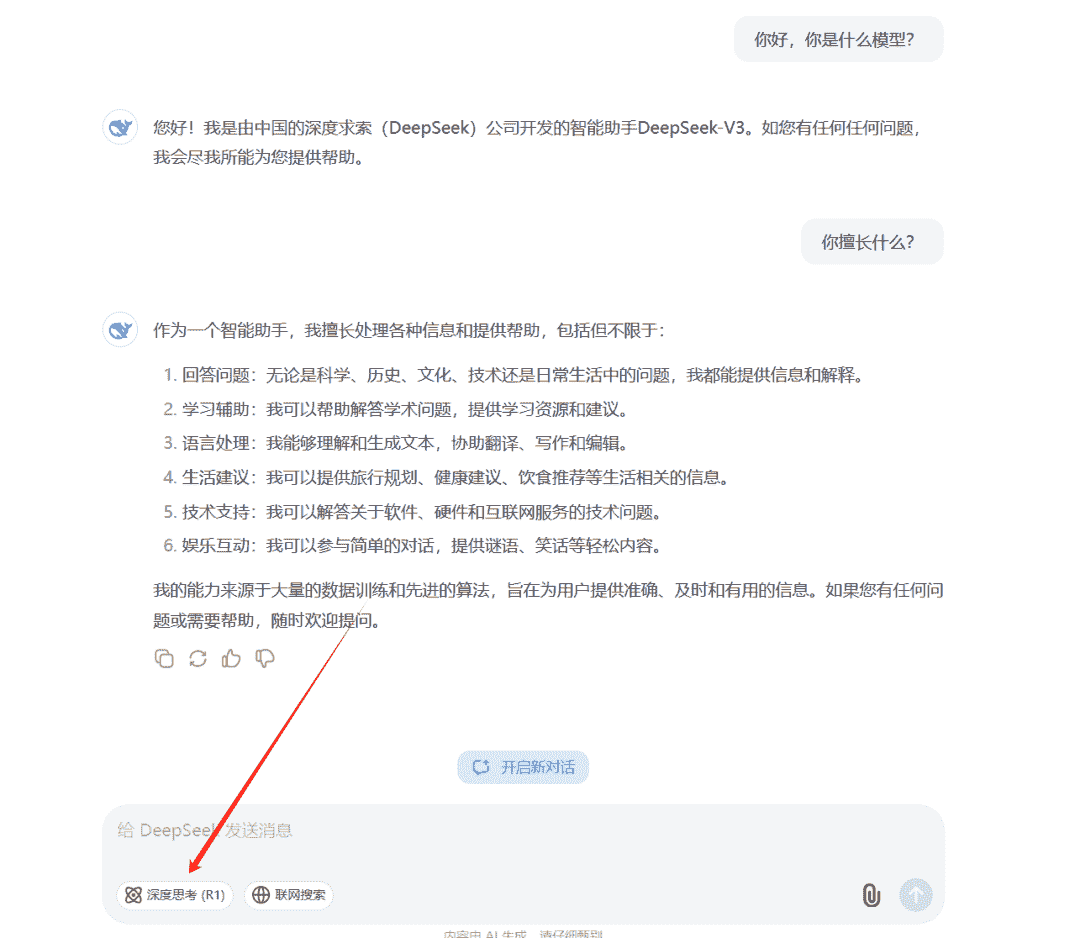 你好，你是什么模型？
您好！我是由中国的深度求索（DeepSeek）公司开发的智能助手DeepSeek-V3。如您有任何任何问题，
我会尽我所能为您提供帮助。
你擅长什么？
作为一个智能助手，我擅长处理各种信息和提供帮助，包括但不限于：
1. 回答问题：无论是科学、历史、文化、技术还是日常生活中的问题，我都能提供信息和解释。
2. 学习辅助：我可以帮助解答学术问题，提供学习资源和建议。
3. 语言处理：我能够理解和生成文本，协助翻译、写作和编辑。
4. 生活建议：我可以提供旅行规划、健康建议、饮食推荐等生活相关的信息。
5. 技术支持：我可以解答关于软件、硬件和互联网服务的技术问题。
6. 娱乐互动：我可以参与简单的对话，提供谜语、笑话等轻松内容。
我的能力来源于大量的数据训练和先进的算法，旨在为用户提供准确、及时和有用的信息。如果您有任何问
题或需要帮助，随时欢迎提问。
开启新对话
给 DeepSeek 发送消息
深度思考 (R1) 联网搜索
内容由 AI 生成，请仔细甄别